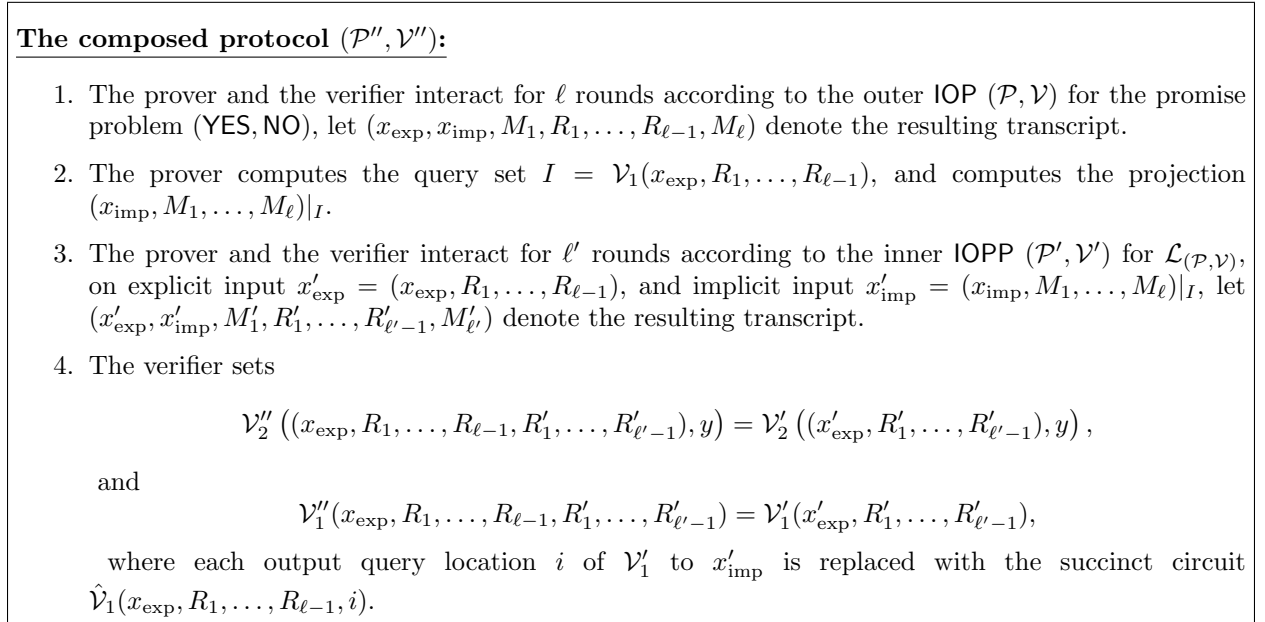 The composed protocol (𝒫″, 𝒱″):
1. The prover and the verifier interact for ℓ rounds according to the outer IOP (𝒫, 𝒱) for the promise
problem (YES, NO), let (x_exp, x_imp, M_1, R_1, . . . , R_{ℓ−1}, M_ℓ) denote the resulting transcript.
2. The prover computes the query set I = 𝒱_1(x_exp, R_1, . . . , R_{ℓ−1}), and computes the projection
(x_imp, M_1, . . . , M_ℓ)|_I.
3. The prover and the verifier interact for ℓ′ rounds according to the inner IOPP (𝒫′, 𝒱′) for ℒ_{(𝒫,𝒱)},
on explicit input x′_exp = (x_exp, R_1, . . . , R_{ℓ−1}), and implicit input x′_imp = (x_imp, M_1, . . . , M_ℓ)|_I, let
(x′_exp, x′_imp, M′_1, R′_1, . . . , R′_{ℓ′−1}, M′_{ℓ′}) denote the resulting transcript.
4. The verifier sets
𝒱″_2 ((x_exp, R_1, . . . , R_{ℓ−1}, R′_1, . . . , R′_{ℓ′−1}), y) = 𝒱′_2 ((x′_exp, R′_1, . . . , R′_{ℓ′−1}), y) ,
and
𝒱″_1(x_exp, R_1, . . . , R_{ℓ−1}, R′_1, . . . , R′_{ℓ′−1}) = 𝒱′_1(x′_exp, R′_1, . . . , R′_{ℓ′−1}),
where each output query location i of 𝒱′_1 to x′_imp is replaced with the succinct circuit
𝒱̂_1(x_exp, R_1, . . . , R_{ℓ−1}, i).